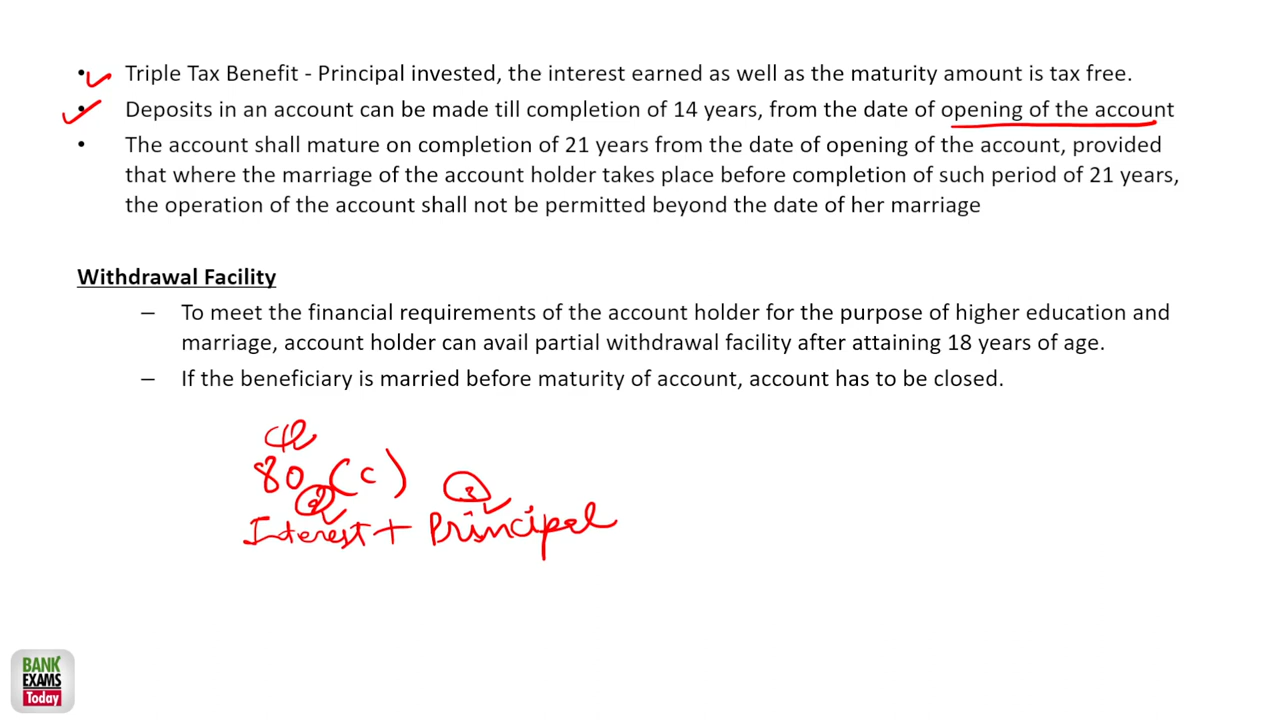 • Triple Tax Benefit - Principal invested, the interest earned as well as the maturity amount is tax free.
• Deposits in an account can be made till completion of 14 years, from the date of opening of the account
• The account shall mature on completion of 21 years from the date of opening of the account, provided
that where the marriage of the account holder takes place before completion of such period of 21 years,
the operation of the account shall not be permitted beyond the date of her marriage
Withdrawal Facility
– To meet the financial requirements of the account holder for the purpose of higher education and
marriage, account holder can avail partial withdrawal facility after attaining 18 years of age.
– If the beneficiary is married before maturity of account, account has to be closed.
80 (C)
2 3
Interest + Principal
BANK
EXAMS
Today